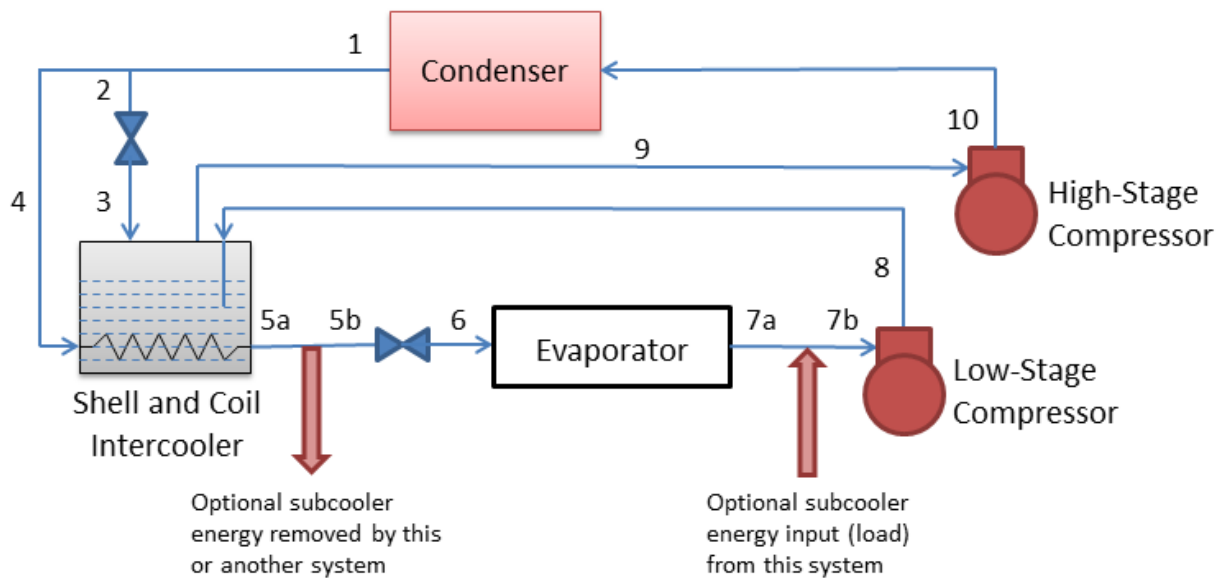 1
Condenser
2
10
9
4
3
High-Stage
Compressor
8
5a
5b
6
Evaporator
7a
7b
Low-Stage
Compressor
Shell and Coil
Intercooler
Optional subcooler
energy removed by this
or another system
Optional subcooler
energy input (load)
from this system